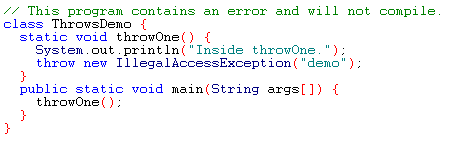 // This program contains an error and will not compile.
class ThrowsDemo {
  static void throwOne() {
    System.out.println("Inside throwOne.");
    throw new IllegalAccessException("demo");
  }
  public static void main(String args[]) {
    throwOne();
  }
}